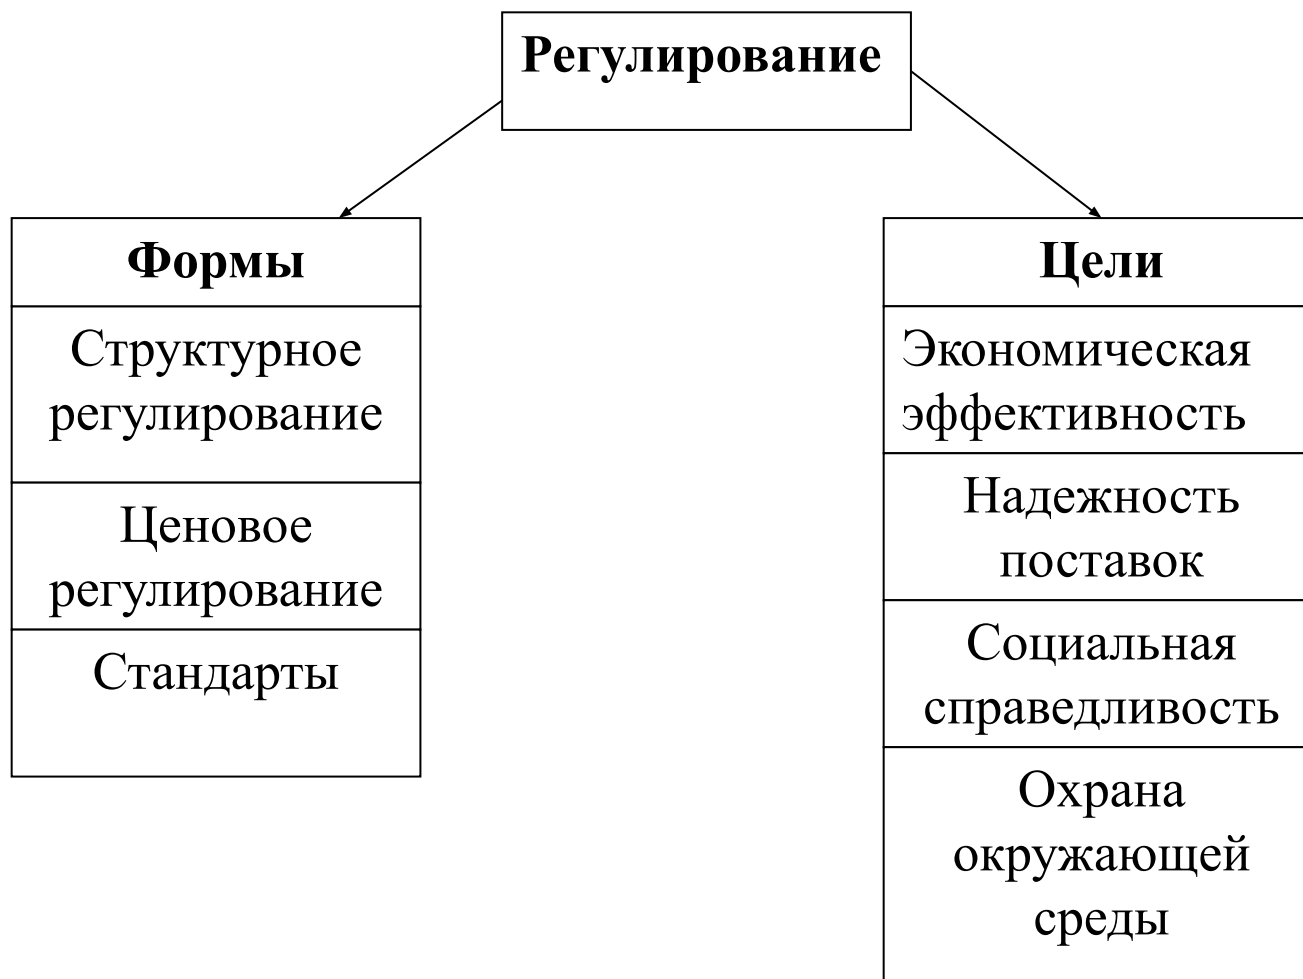 Регулирование
Формы
Структурное
регулирование
Ценовое
регулирование
Стандарты
Цели
Экономическая
эффективность
Надежность
поставок
Социальная
справедливость
Охрана
окружающей
среды